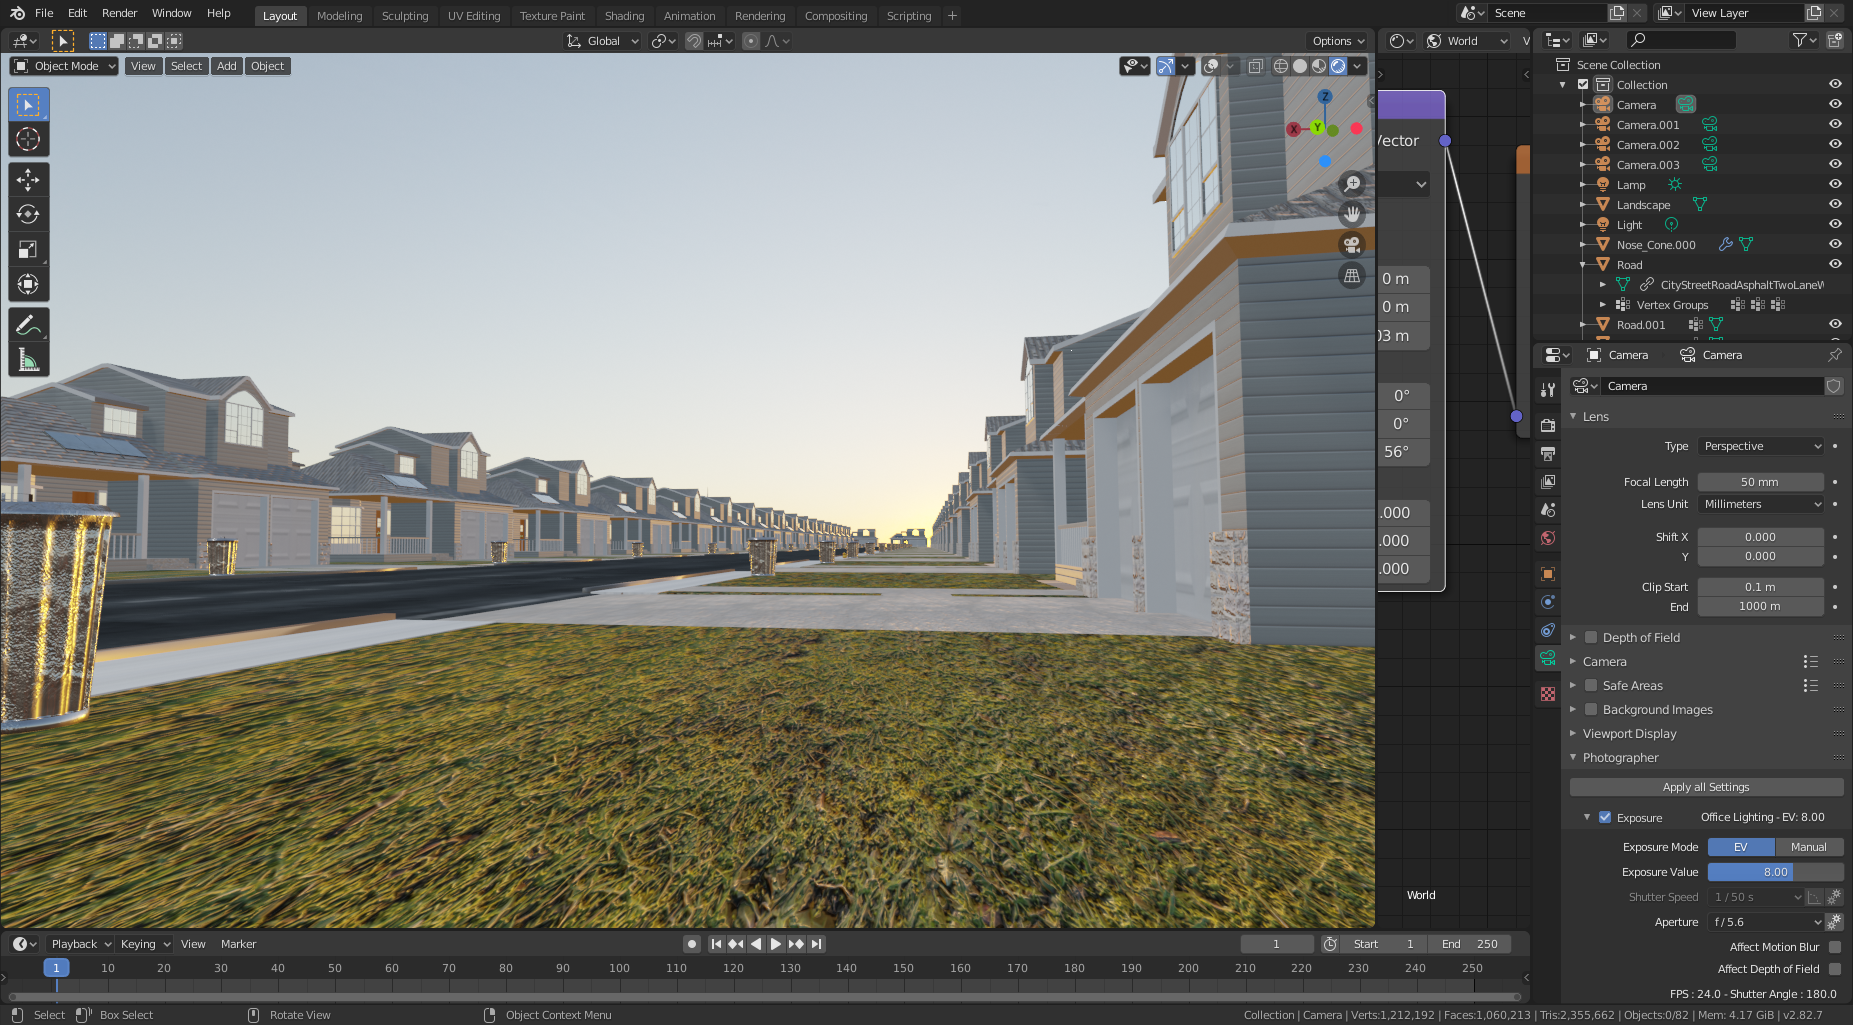 File Edit Render Window Help
Layout Modeling Sculpting UV Editing Texture Paint Shading Animation Rendering Compositing Scripting +
Scene
View Layer
Global
Options
World
V
Object Mode
View Select Add Object
Z
X
Y
Vector
0 m
0 m
03 m
0°
0°
56°
.000
.000
.000
World
Scene Collection
Collection
Camera
Camera.001
Camera.002
Camera.003
Lamp
Landscape
Light
Nose_Cone.000
Road
CityStreetRoadAsphaltTwoLaneW
Vertex Groups
Road.001
Camera Camera
Camera
Lens
Type Perspective
Focal Length 50 mm
Lens Unit Millimeters
Shift X 0.000
Y 0.000
Clip Start 0.1 m
End 1000 m
Depth of Field
Camera
Safe Areas
Background Images
Viewport Display
Photographer
Apply all Settings
Exposure Office Lighting - EV: 8.00
Exposure Mode EV Manual
Exposure Value 8.00
Shutter Speed 1 / 50 s
Aperture f / 5.6
Affect Motion Blur
Affect Depth of Field
FPS : 24.0 - Shutter Angle : 180.0
Playback Keying View Marker
1
Start 1
End 250
1 10 20 30 40 50 60 70 80 90 100 110 120 130 140 150 160 170 180 190 200 210 220 230 240 250
Select Box Select Rotate View Object Context Menu
Collection | Camera | Verts:1,212,192 | Faces:1,060,213 | Tris:2,355,662 | Objects:0/82 | Mem: 4.17 GiB | v2.82.7